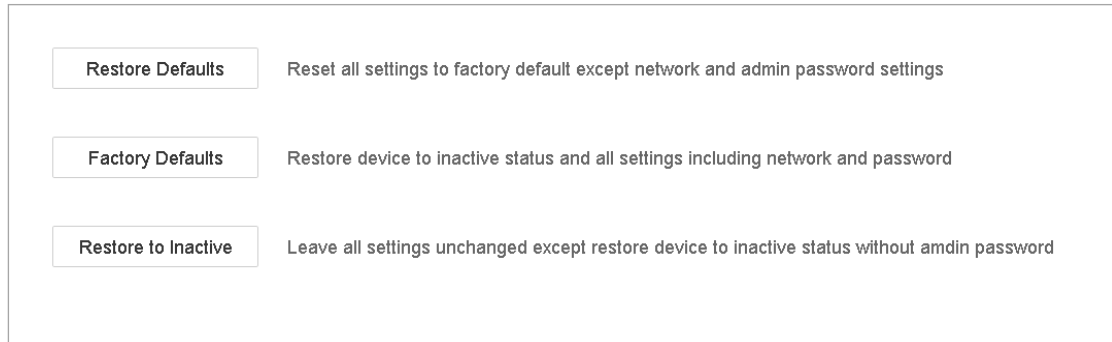 Restore Defaults Reset all settings to factory default except network and admin password settings
Factory Defaults Restore device to inactive status and all settings including network and password
Restore to Inactive Leave all settings unchanged except restore device to inactive status without amdin password